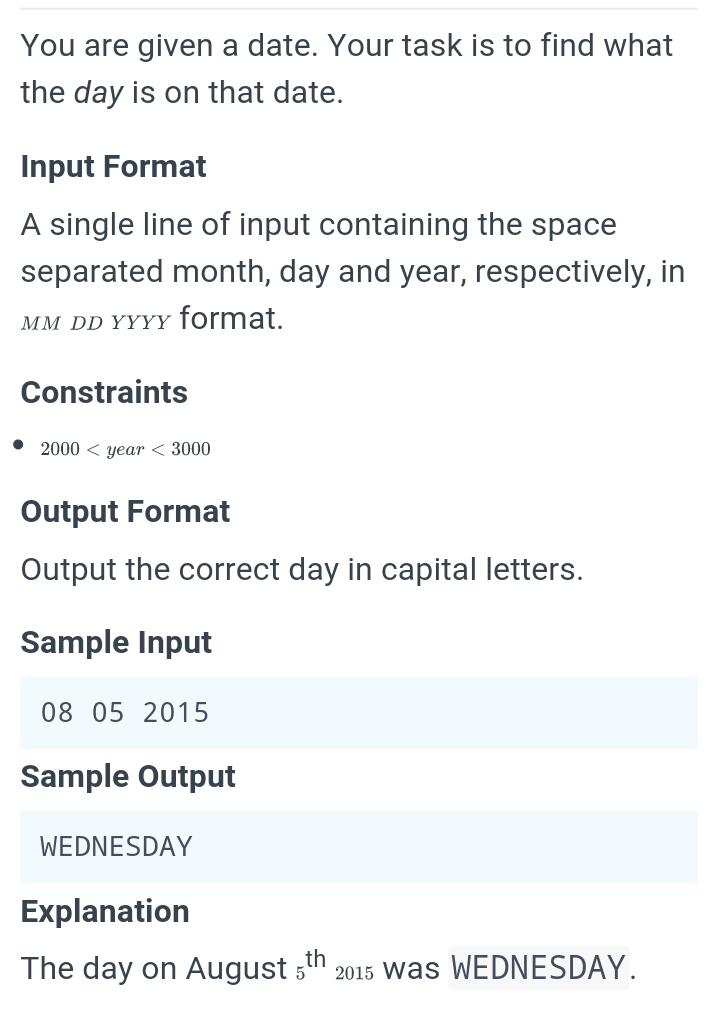 You are given a date. Your task is to find what
the day is on that date.
Input Format
A single line of input containing the space
separated month, day and year, respectively, in
MM DD YYYY format.
Constraints
• 2000 < year < 3000
Output Format
Output the correct day in capital letters.
Sample Input
08 05 2015
Sample Output
WEDNESDAY
Explanation
The day on August 5th 2015 was WEDNESDAY.